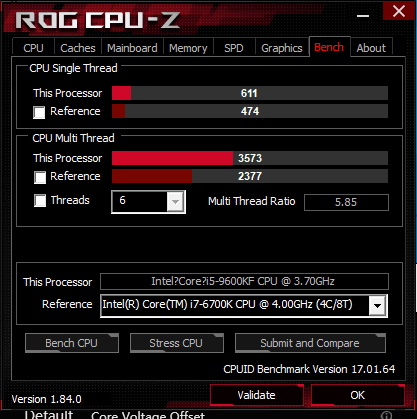 ROG CPU-Z
CPU Caches Mainboard Memory SPD Graphics Bench About
CPU Single Thread
This Processor 611
Reference 474
CPU Multi Thread
This Processor 3573
Reference 2377
Threads 6 Multi Thread Ratio 5.85
This Processor Intel?Core?i5-9600KF CPU @ 3.70GHz
Reference Intel(R) Core(TM) i7-6700K CPU @ 4.00GHz (4C/8T)
Bench CPU Stress CPU Submit and Compare
CPUID Benchmark Version 17.01.64
Version 1.84.0 Validate OK
Default Core Voltage Offset